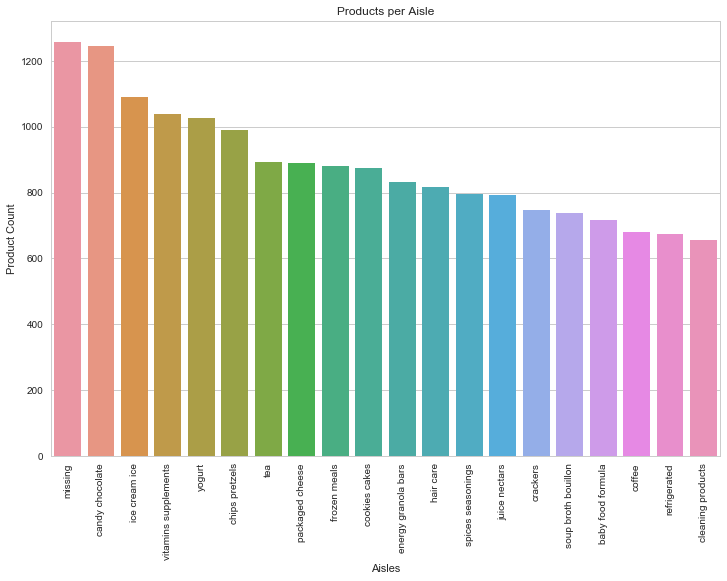 Products per Aisle
1200
1000
800
600
400
200
0
Product Count
missing
candy chocolate
ice cream ice
vitamins supplements
yogurt
chips pretzels
tea
packaged cheese
frozen meals
cookies cakes
energy granola bars
hair care
spices seasonings
juice nectars
crackers
soup broth bouillon
baby food formula
coffee
refrigerated
cleaning products
Aisles